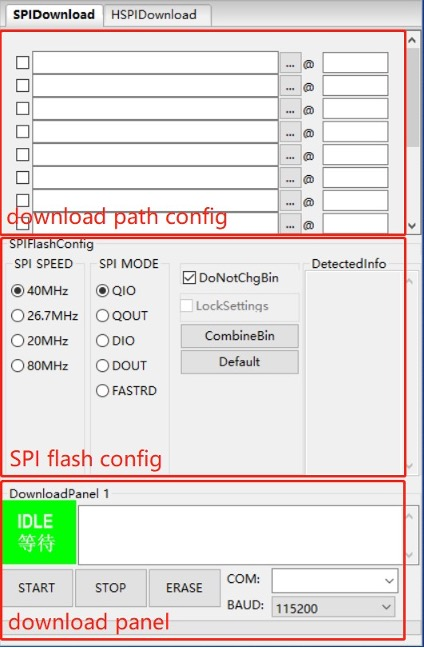 SPIDownload HSPIDownload
... @
... @
... @
... @
... @
... @
... @
... @
download path config
SPIFlashConfig
SPI SPEED SPI MODE DetectedInfo
40MHz QIO DoNotChgBin
26.7MHz QOUT LockSettings
20MHz DIO CombineBin
80MHz DOUT Default
FASTRD
SPI flash config
DownloadPanel 1
IDLE
等待
START STOP ERASE COM:
BAUD: 115200
download panel